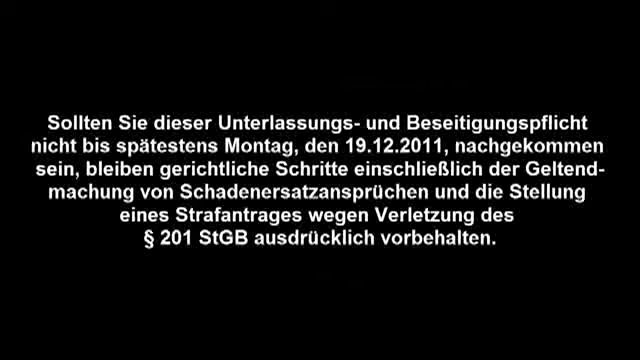 Sollten Sie dieser Unterlassungs- und Beseitigungspflicht
nicht bis spätestens Montag, den 19.12.2011, nachgekommen
sein, bleiben gerichtliche Schritte einschließlich der Geltend-
machung von Schadenersatzansprüchen und die Stellung
eines Strafantrages wegen Verletzung des
§ 201 StGB ausdrücklich vorbehalten.